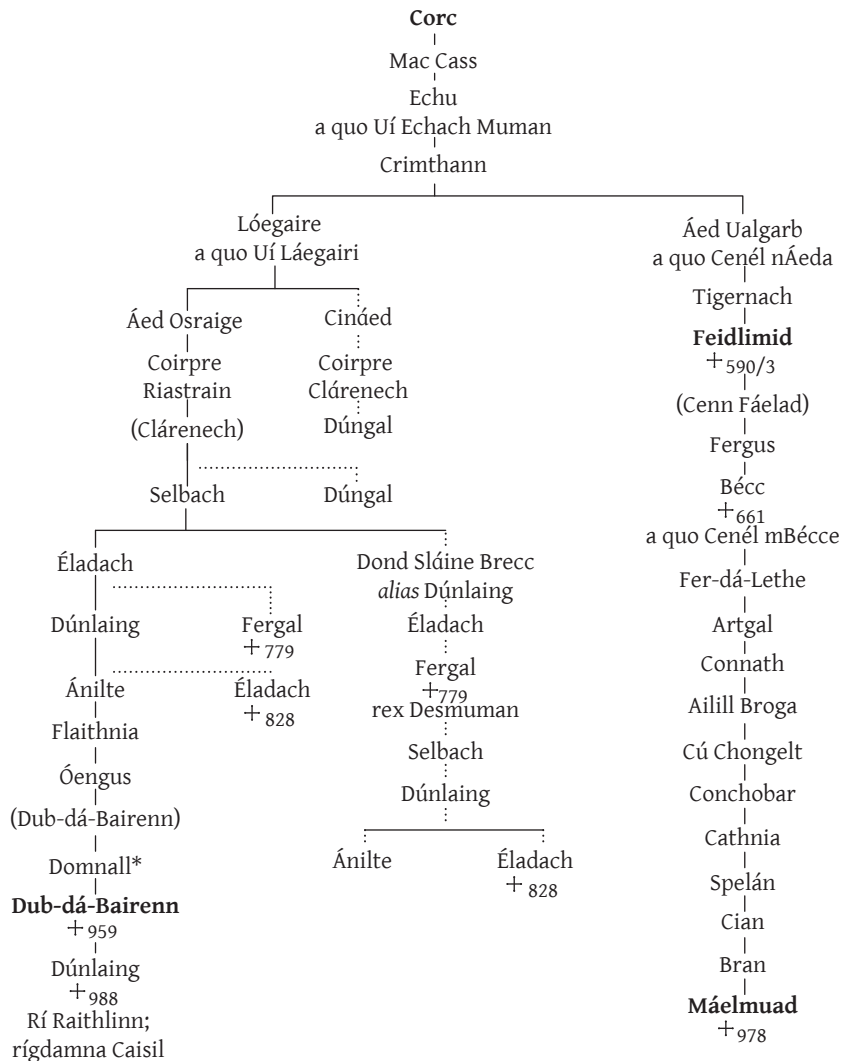 Corc
Mac Cass
Echu
a quo Uí Echach Muman
Crimthann
Lóegaire
a quo Uí Láegairi
Áed Osraige
Coirpre
Riastrain
(Clárenech)
Cináed
Coirpre
Clárenech
Dúngal
Selbach
Dúngal
Éladach
Dúnlaing
Fergal
+779
Ánilte
Éladach
+828
Flaithnia
Óengus
(Dub-dá-Bairenn)
Domnall*
Dub-dá-Bairenn
+959
Dúnlaing
+988
Rí Raithlinn;
rígdamna Caisil
Dond Sláine Brecc
alias Dúnlaing
Éladach
Fergal
+779
rex Desmuman
Selbach
Dúnlaing
Ánilte
Éladach
+828
Áed Ualgarb
a quo Cenél nÁeda
Tigernach
Feidlimid
+590/3
(Cenn Fáelad)
Fergus
Bécc
+661
a quo Cenél mBécce
Fer-dá-Lethe
Artgal
Connath
Ailill Broga
Cú Chongelt
Conchobar
Cathnia
Spelán
Cian
Bran
Máelmuad
+978